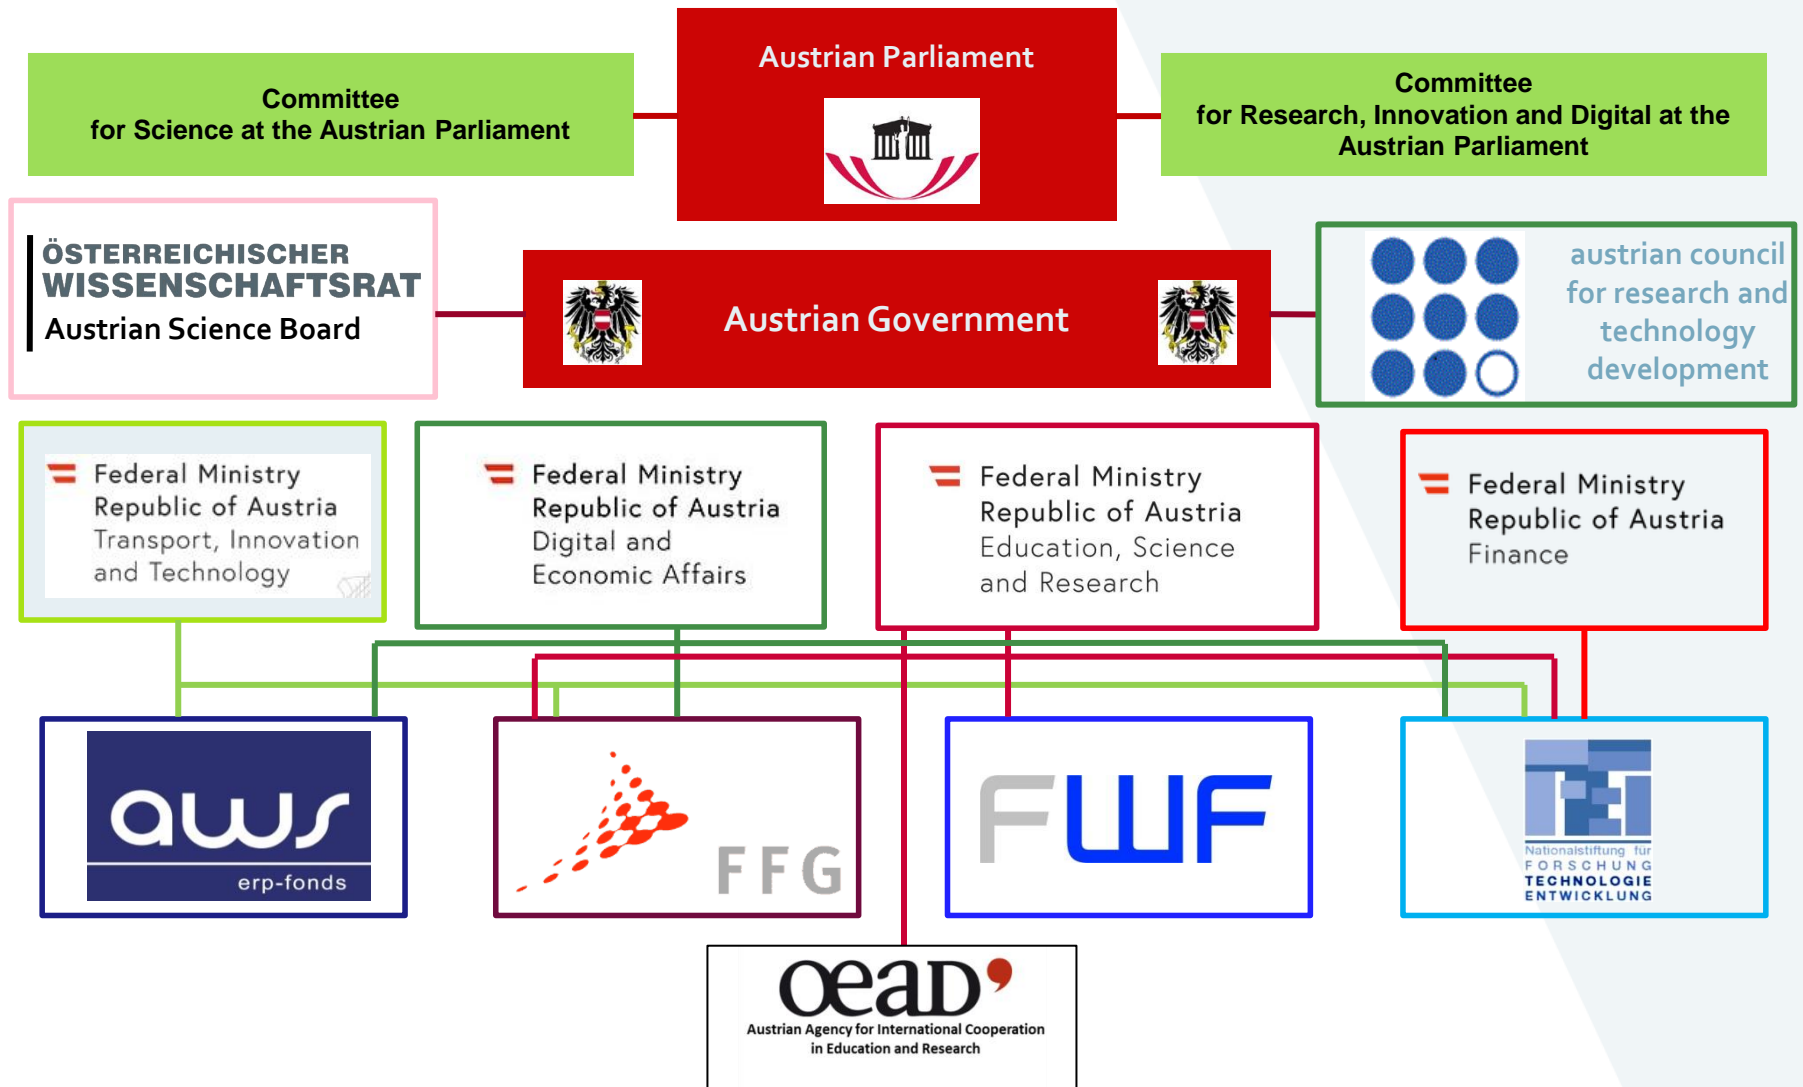 Austrian Parliament
Committee
for Science at the Austrian Parliament
Committee
for Research, Innovation and Digital at the
Austrian Parliament
ÖSTERREICHISCHER
WISSENSCHAFTSRAT
Austrian Science Board
Austrian Government
austrian council
for research and
technology
development
Federal Ministry
Republic of Austria
Transport, Innovation
and Technology
Federal Ministry
Republic of Austria
Digital and
Economic Affairs
Federal Ministry
Republic of Austria
Education, Science
and Research
Federal Ministry
Republic of Austria
Finance
aws
erp-fonds
FFG
FWF
Nationalstiftung für
FORSCHUNG
TECHNOLOGIE
ENTWICKLUNG
OeAD'
Austrian Agency for International Cooperation
in Education and Research